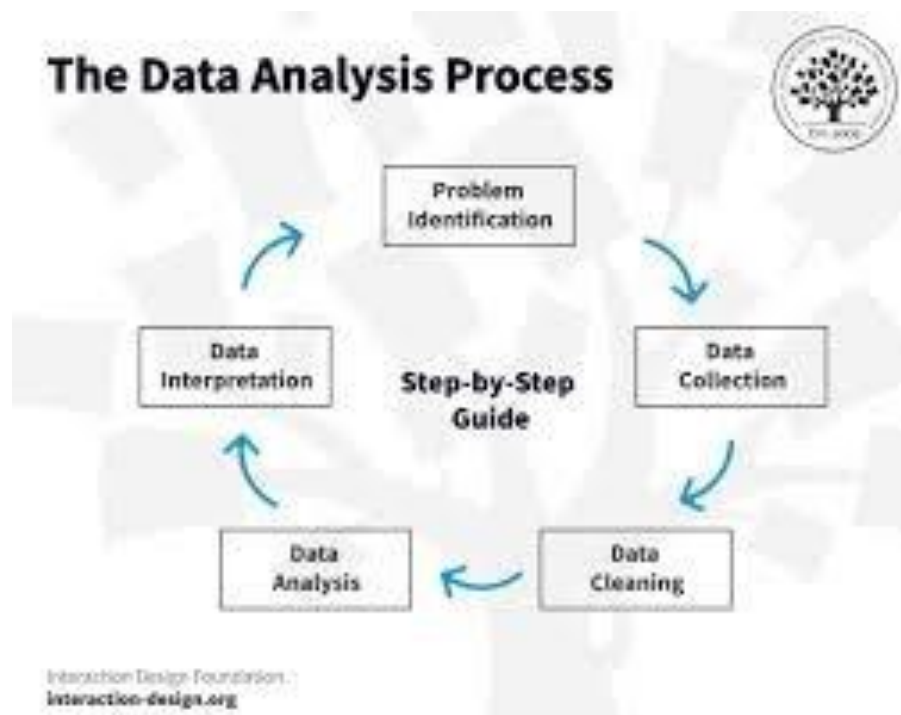 The Data Analysis Process
Problem
Identification
Data
Collection
Data
Cleaning
Data
Analysis
Data
Interpretation
Step-by-Step
Guide
Interaction Design Foundation
interaction-design.org